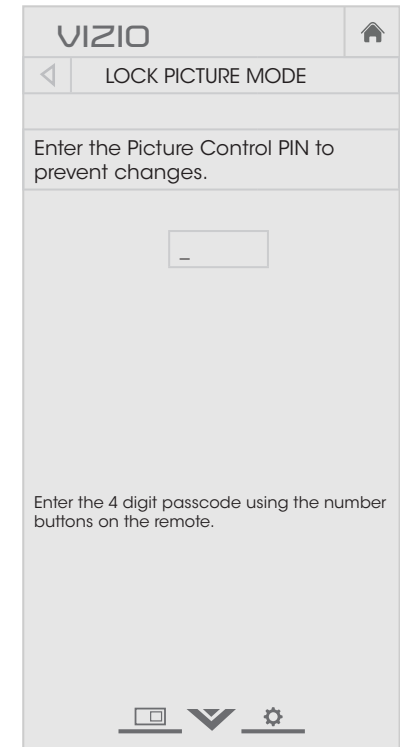 VIZIO
LOCK PICTURE MODE
Enter the Picture Control PIN to
prevent changes.
_
Enter the 4 digit passcode using the number
buttons on the remote.